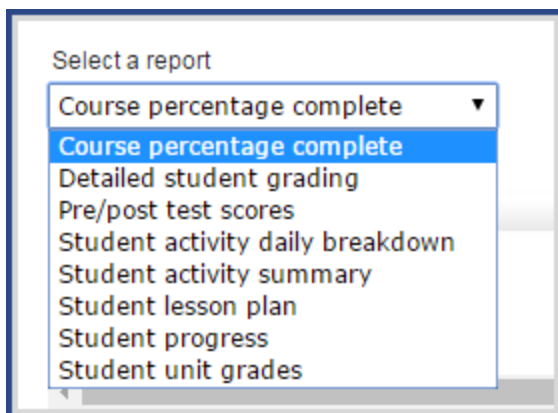 Select a report
Course percentage complete
Course percentage complete
Detailed student grading
Pre/post test scores
Student activity daily breakdown
Student activity summary
Student lesson plan
Student progress
Student unit grades